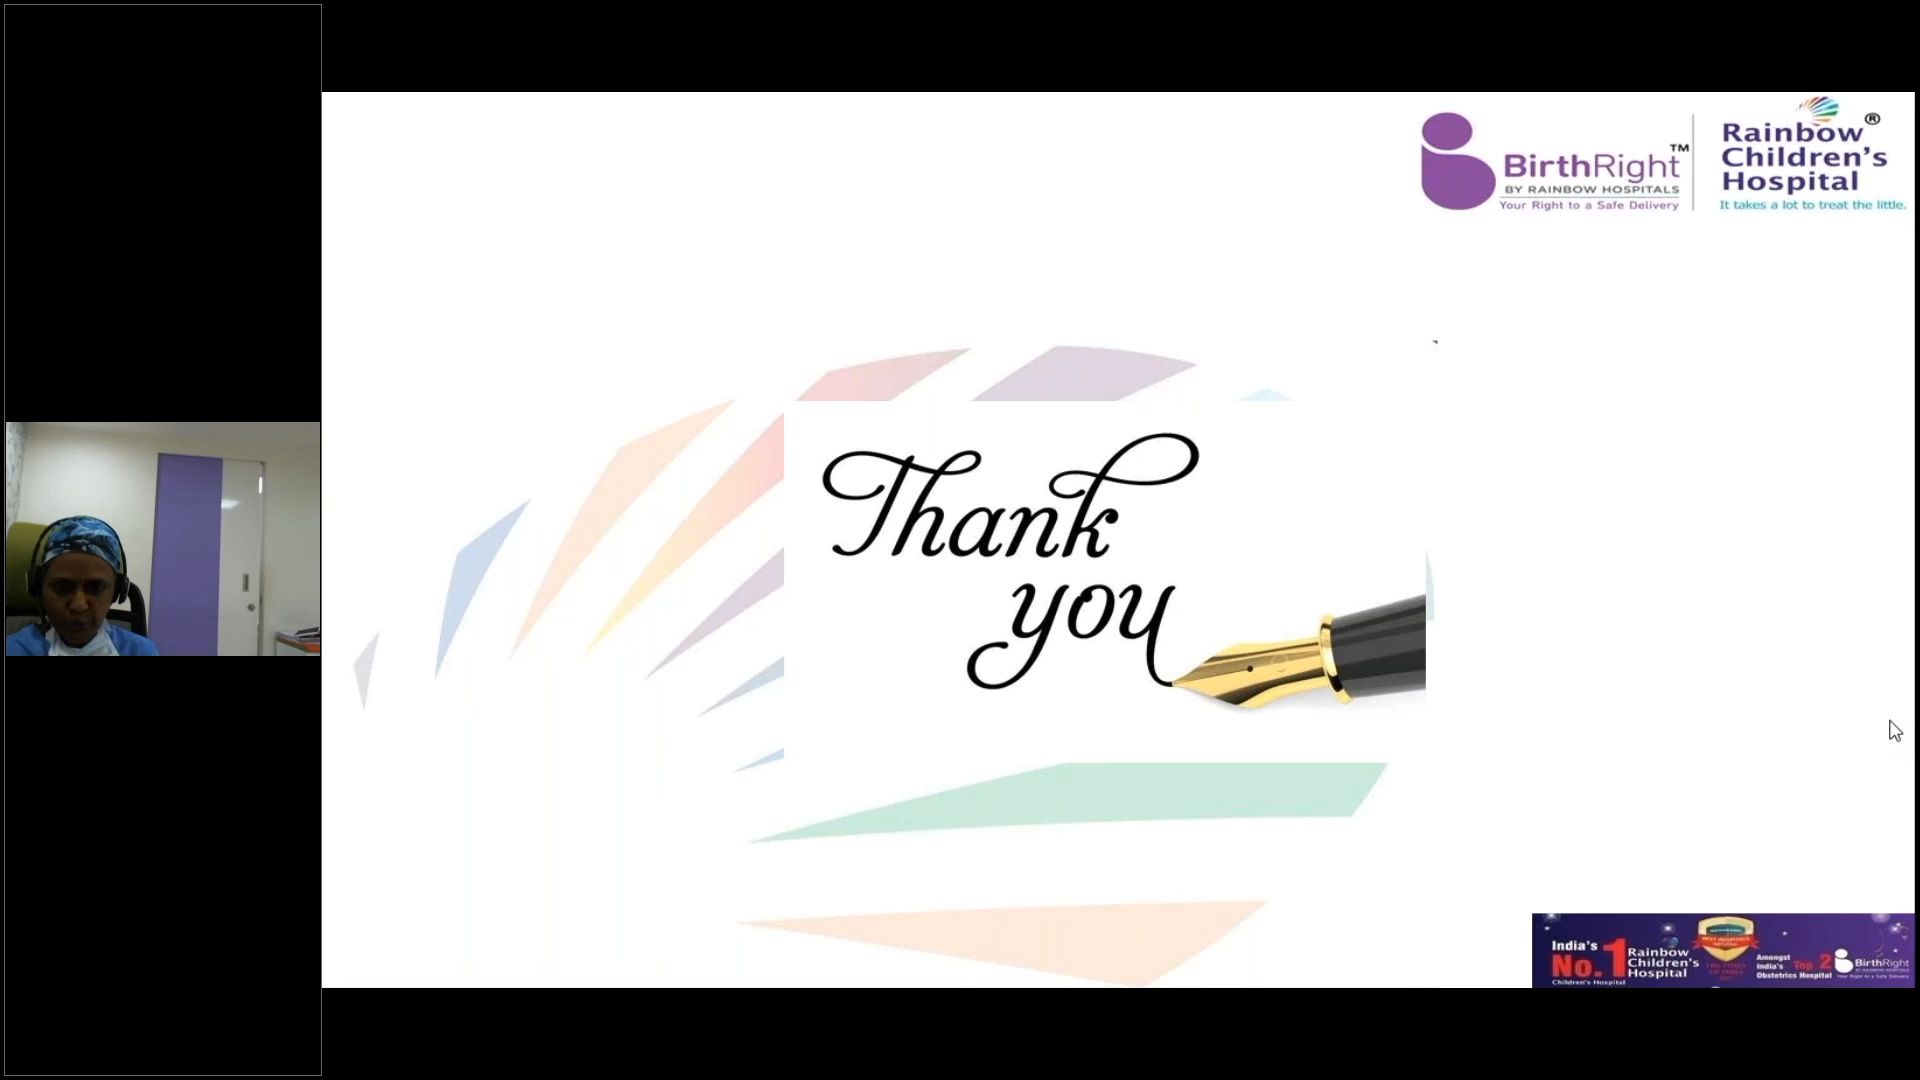 BirthRight™
BY RAINBOW HOSPITALS
Your Right to a Safe Delivery
Rainbow®
Children's
Hospital
It takes a lot to treat the little.
Thank
you
India's
No. 1
Children's Hospital
Rainbow
Children's
Hospital
Amongst
India's Top 2
Obstetrics Hospital
BirthRight